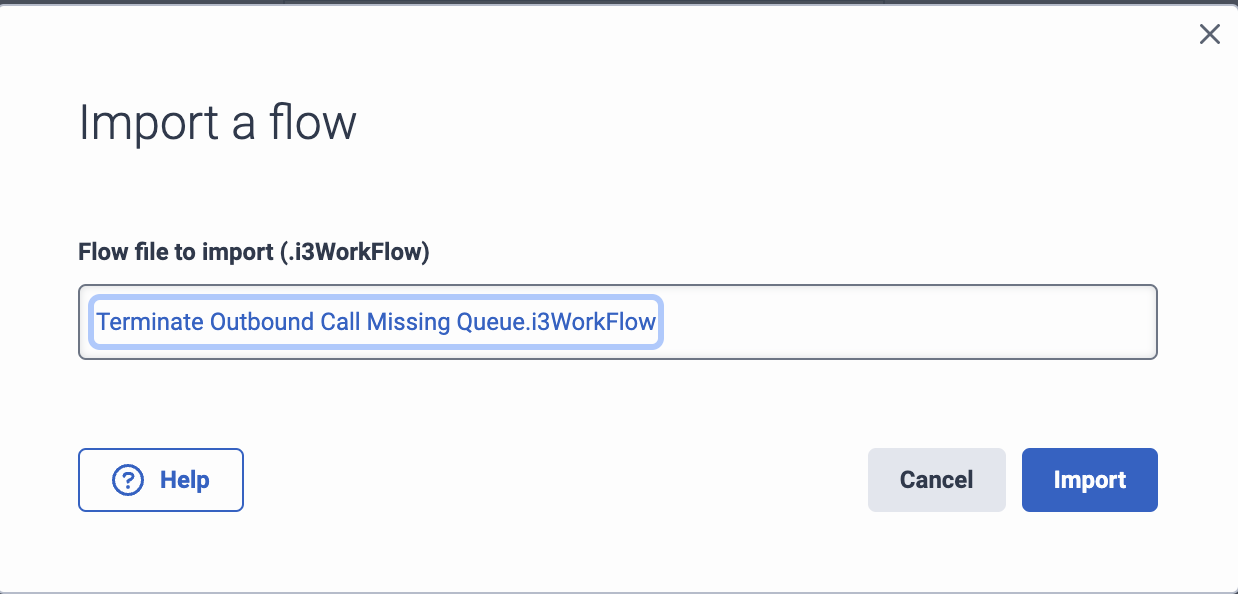 Import a flow
Flow file to import (.i3WorkFlow)
Terminate Outbound Call Missing Queue.i3WorkFlow
? Help
Cancel
Import